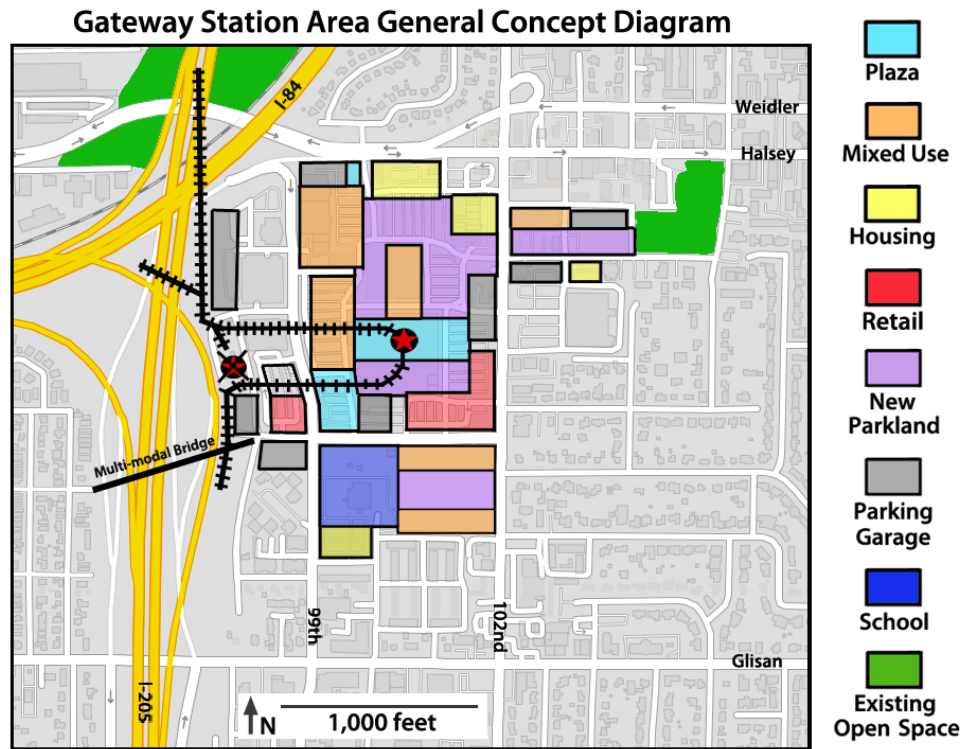 Gateway Station Area General Concept Diagram
I-84
Weidler
Halsey
Multi-modal Bridge
99th
102nd
Glisan
I-205
N
1,000 feet
Plaza
Mixed Use
Housing
Retail
New
Parkland
Parking
Garage
School
Existing
Open Space